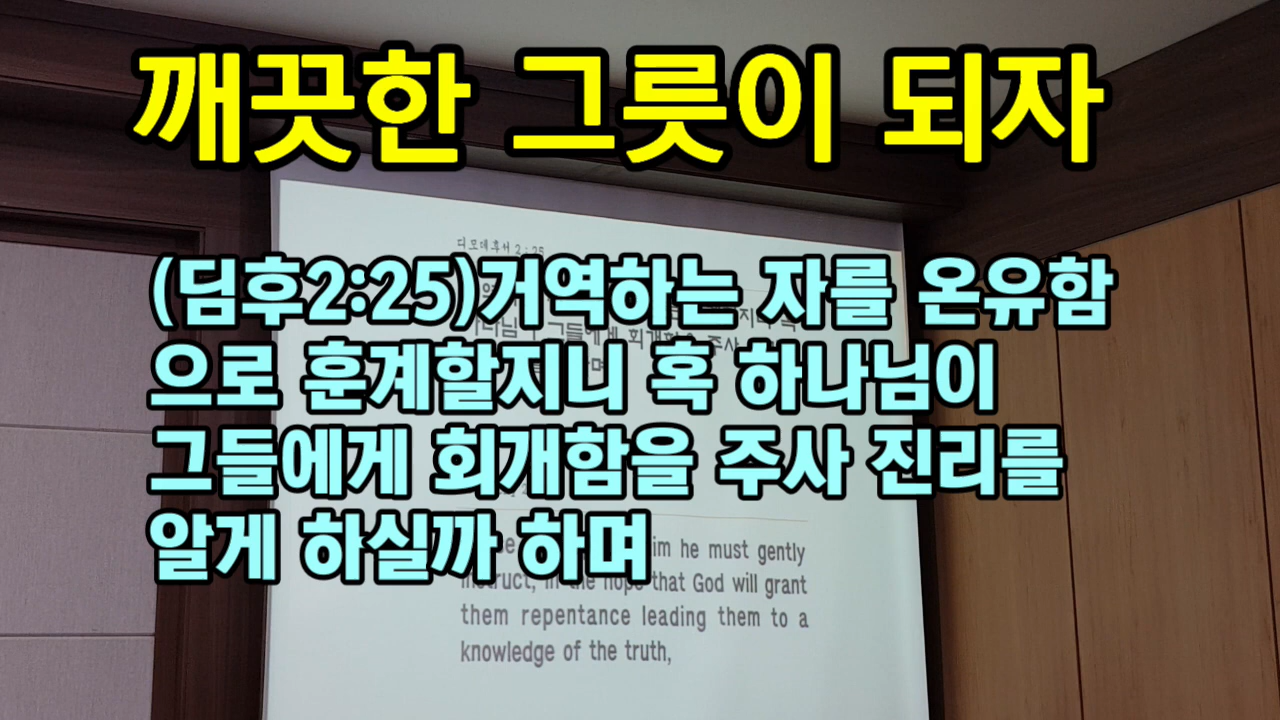 깨끗한 그릇이 되자
디모데후서 2:25
(딤후2:25)거역하는 자를 온유함
으로 훈계할지니 혹 하나님이
그들에게 회개함을 주사 진리를
알게 하실까 하며
him he must gently
instruct, in the hope that God will grant
them repentance leading them to a
knowledge of the truth,